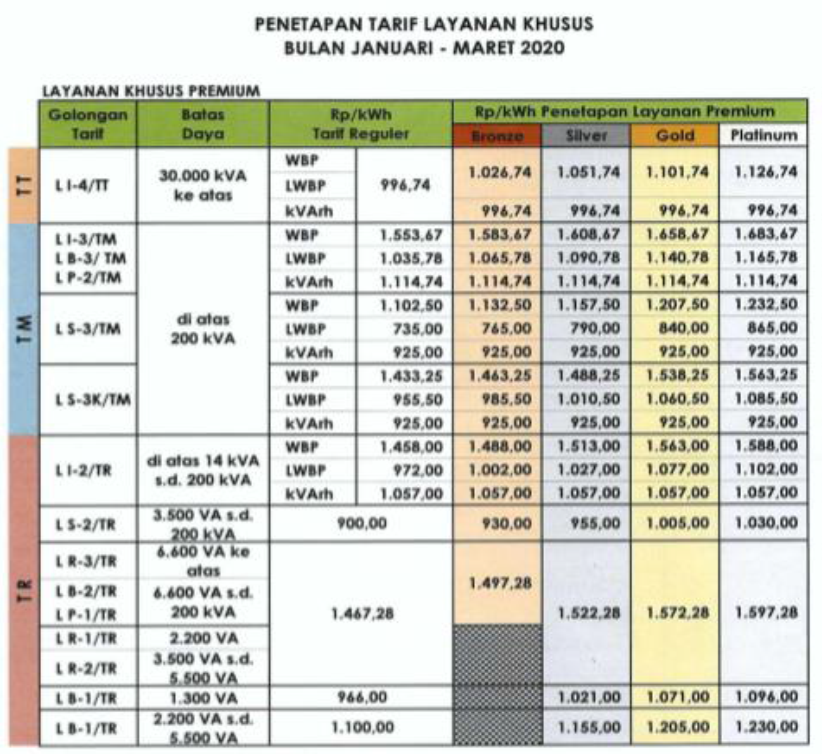 PENETAPAN TARIF LAYANAN KHUSUS
BULAN JANUARI - MARET 2020
LAYANAN KHUSUS PREMIUM
Golongan Tarif Batas Daya Rp/kWh Tarif Reguler Rp/kWh Penetapan Layanan Premium
Bronze Silver Gold Platinum
TT
L I-4/TT 30.000 kVA ke atas WBP LWBP 996,74 1.026,74 1.051,74 1.101,74 1.126,74
kVArh 996,74 996,74 996,74 996,74
TM
L I-3/TM WBP 1.553,67 1.583,67 1.608,67 1.658,67 1.683,67
L B-3/ TM LWBP 1.035,78 1.065,78 1.090,78 1.140,78 1.165,78
L P-2/TM kVArh 1.114,74 1.114,74 1.114,74 1.114,74 1.114,74
di atas 200 kVA
WBP 1.102,50 1.132,50 1.157,50 1.207,50 1.232,50
L S-3/TM LWBP 735,00 765,00 790,00 840,00 865,00
kVArh 925,00 925,00 925,00 925,00 925,00
WBP 1.433,25 1.463,25 1.488,25 1.538,25 1.563,25
L S-3K/TM LWBP 955,50 985,50 1.010,50 1.060,50 1.085,50
kVArh 925,00 925,00 925,00 925,00 925,00
TR
WBP 1.458,00 1.488,00 1.513,00 1.563,00 1.588,00
L I-2/TR di atas 14 kVA s.d. 200 kVA LWBP 972,00 1.002,00 1.027,00 1.077,00 1.102,00
kVArh 1.057,00 1.057,00 1.057,00 1.057,00 1.057,00
L S-2/TR 3.500 VA s.d. 200 kVA 900,00 930,00 955,00 1.005,00 1.030,00
L R-3/TR 6.600 VA ke atas
L B-2/TR 6.600 VA s.d. 1.497,28
L P-1/TR 200 kVA 1.467,28 1.522,28 1.572,28 1.597,28
L R-1/TR 2.200 VA
L R-2/TR 3.500 VA s.d. 5.500 VA
L B-1/TR 1.300 VA 966,00 1.021,00 1.071,00 1.096,00
L B-1/TR 2.200 VA s.d. 5.500 VA 1.100,00 1.155,00 1.205,00 1.230,00